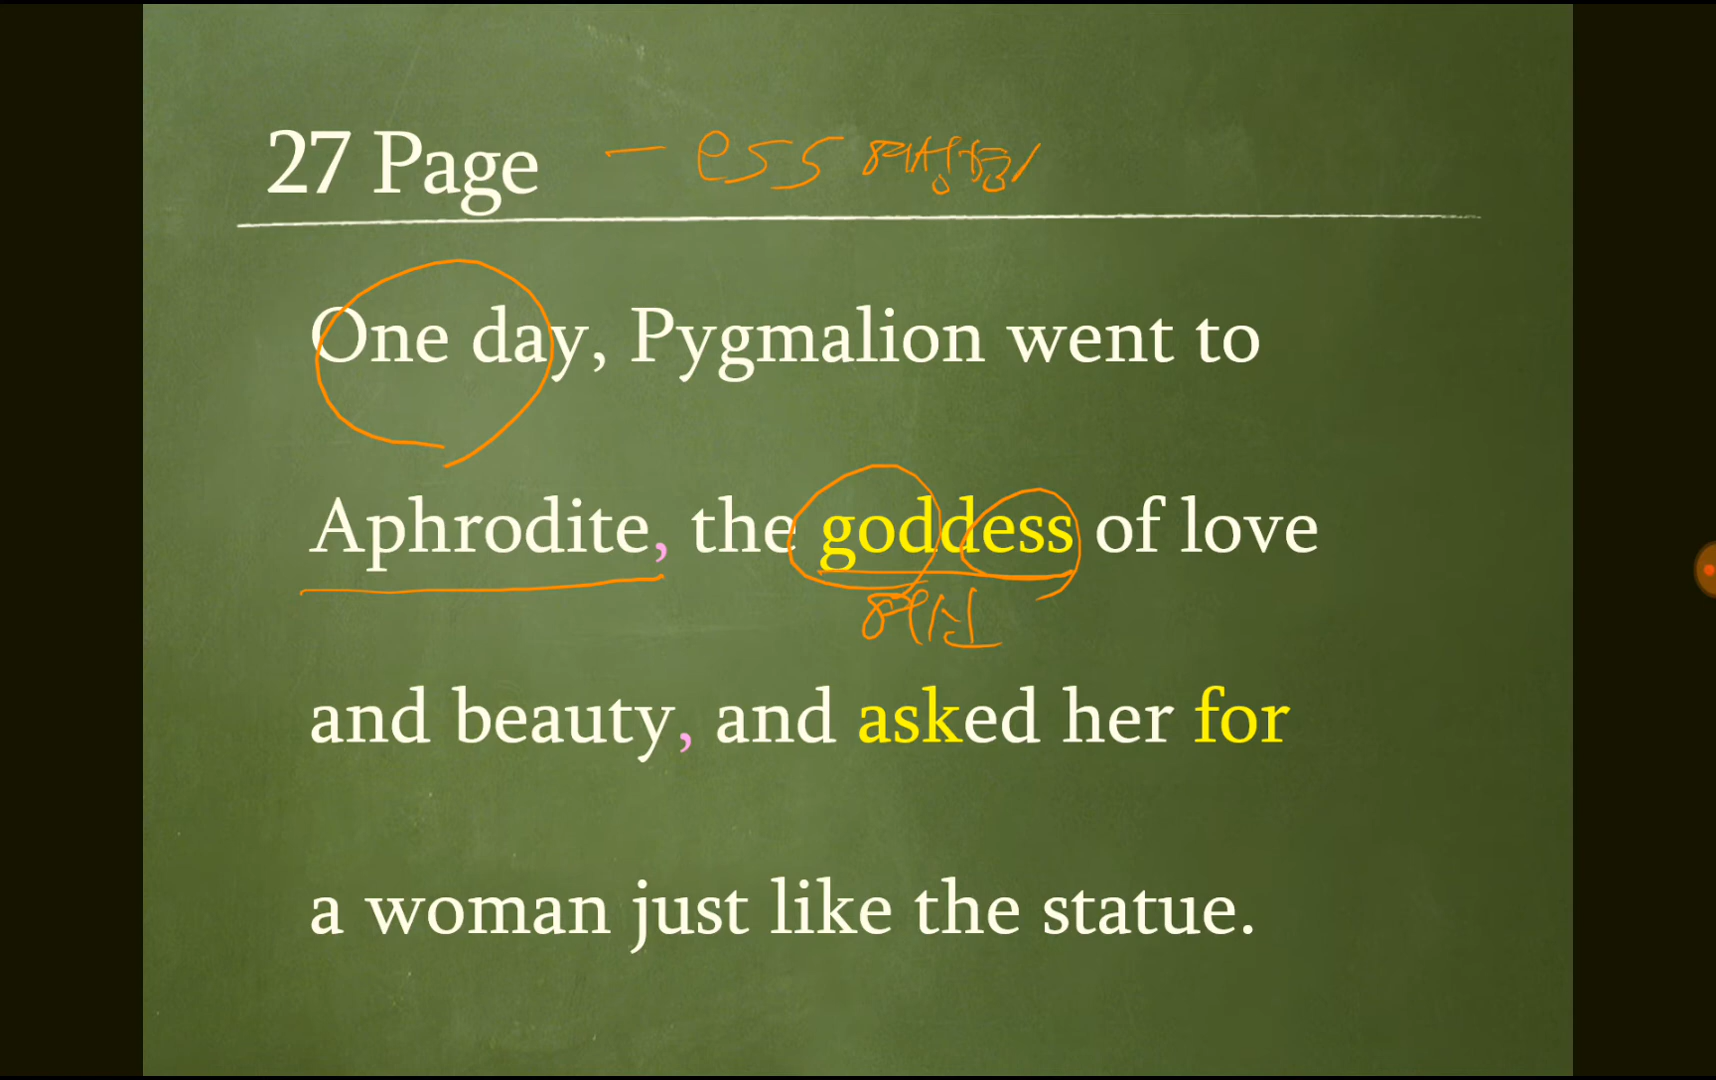 27 Page -ess 여성형
One day, Pygmalion went to
Aphrodite, the goddess of love
여신
and beauty, and asked her for
a woman just like the statue.